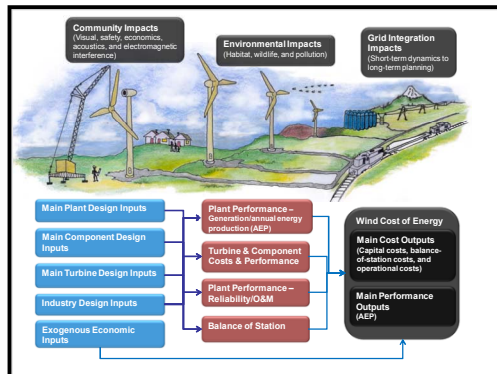 Community Impacts
(Visual, safety, economics,
acoustics, and electromagnetic
interference)
Environmental Impacts
(Habitat, wildlife, and pollution)
Grid Integration
Impacts
(Short-term dynamics to
long-term planning)
Main Plant Design Inputs
Main Component Design
Inputs
Main Turbine Design Inputs
Industry Design Inputs
Exogenous Economic
Inputs
Plant Performance –
Generation/annual energy
production (AEP)
Turbine & Component
Costs & Performance
Plant Performance –
Reliability/O&M
Balance of Station
Wind Cost of Energy
Main Cost Outputs
(Capital costs, balance-
of-station costs, and
operational costs)
Main Performance
Outputs
(AEP)